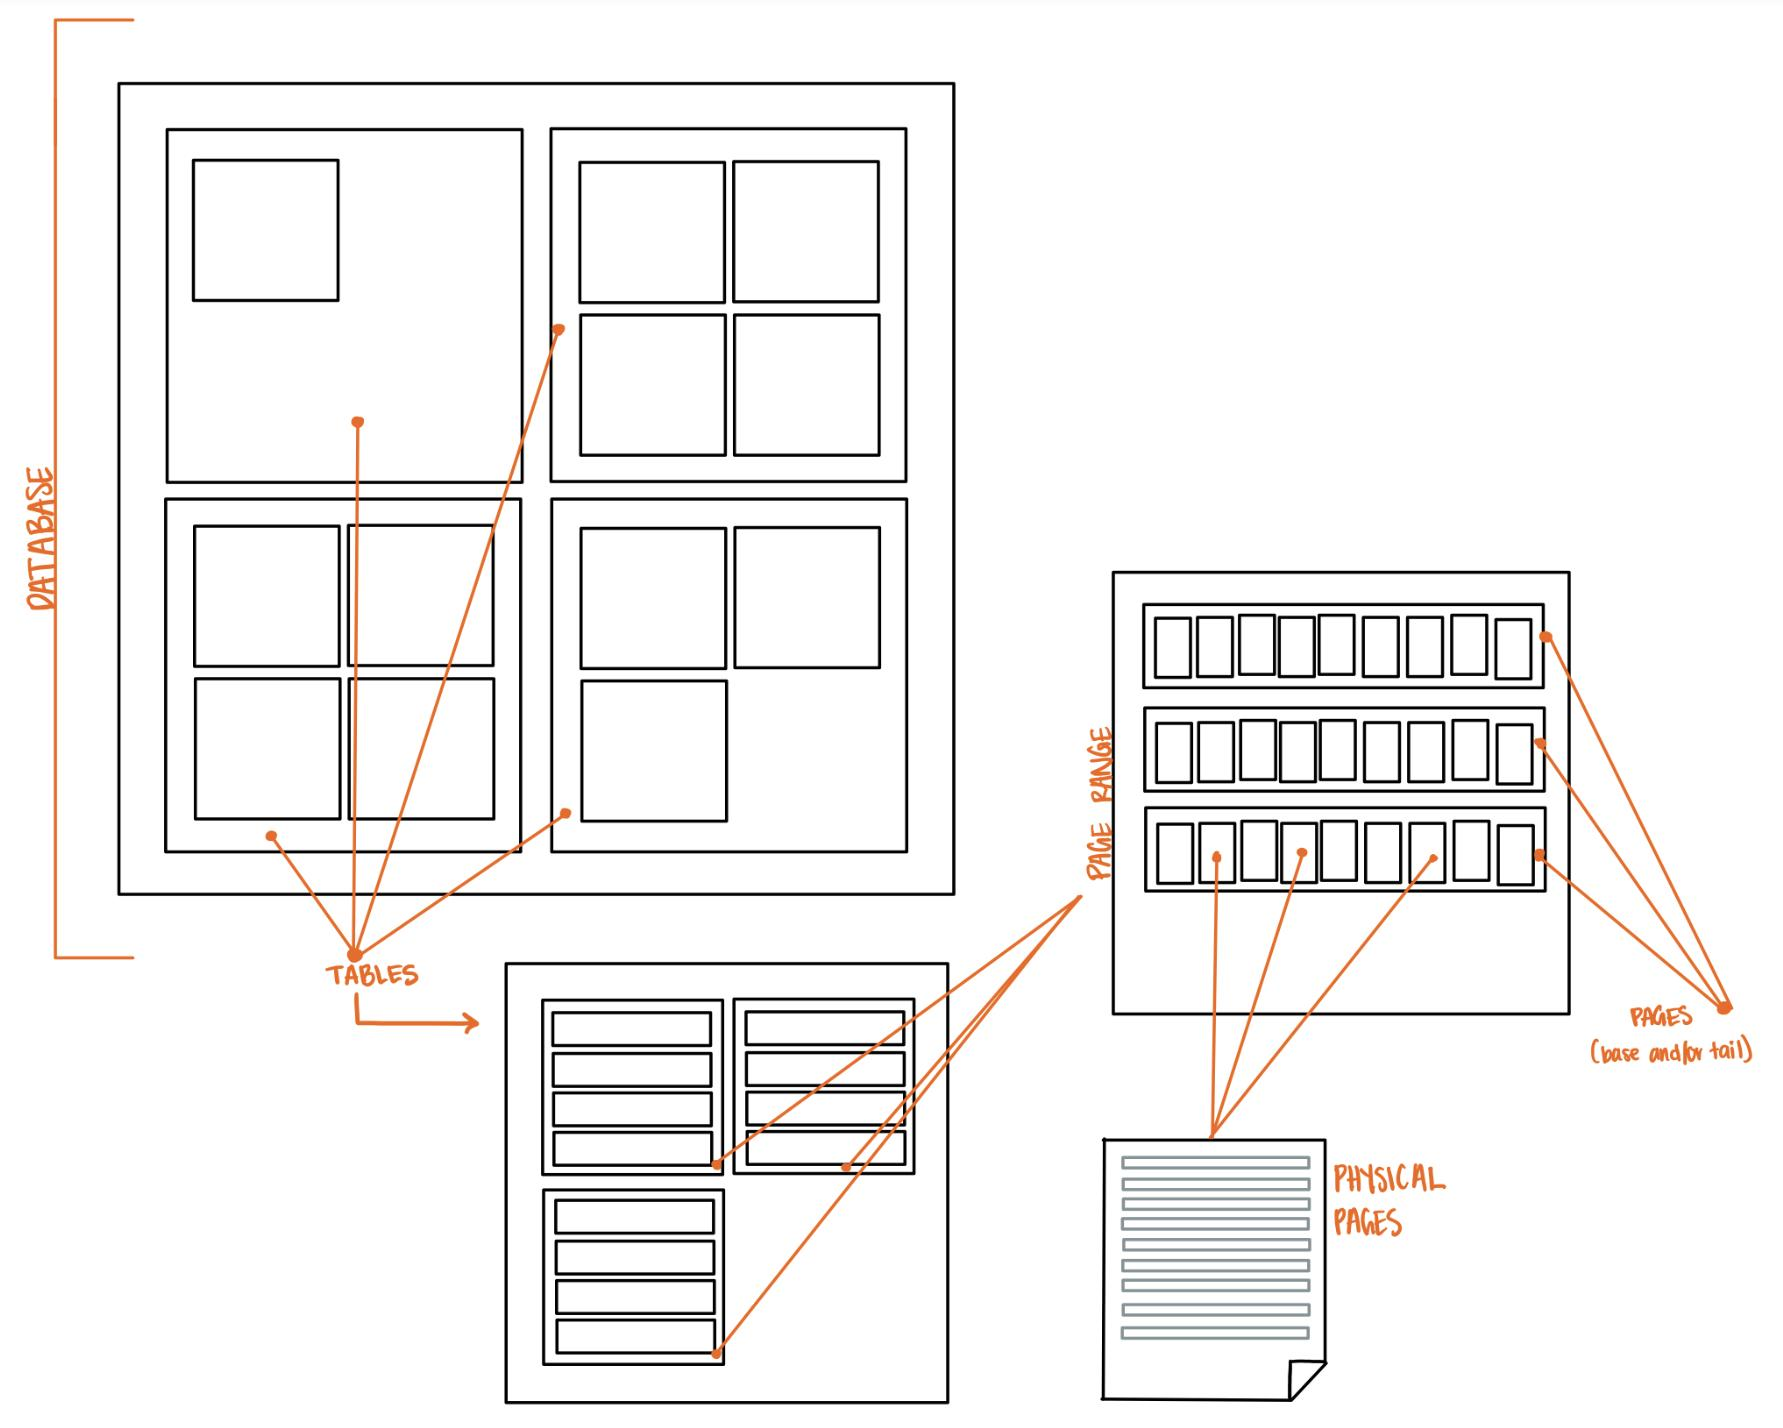 DATABASE
TABLES
PAGE RANGE
PAGES
(base and/or tail)
PHYSICAL
PAGES